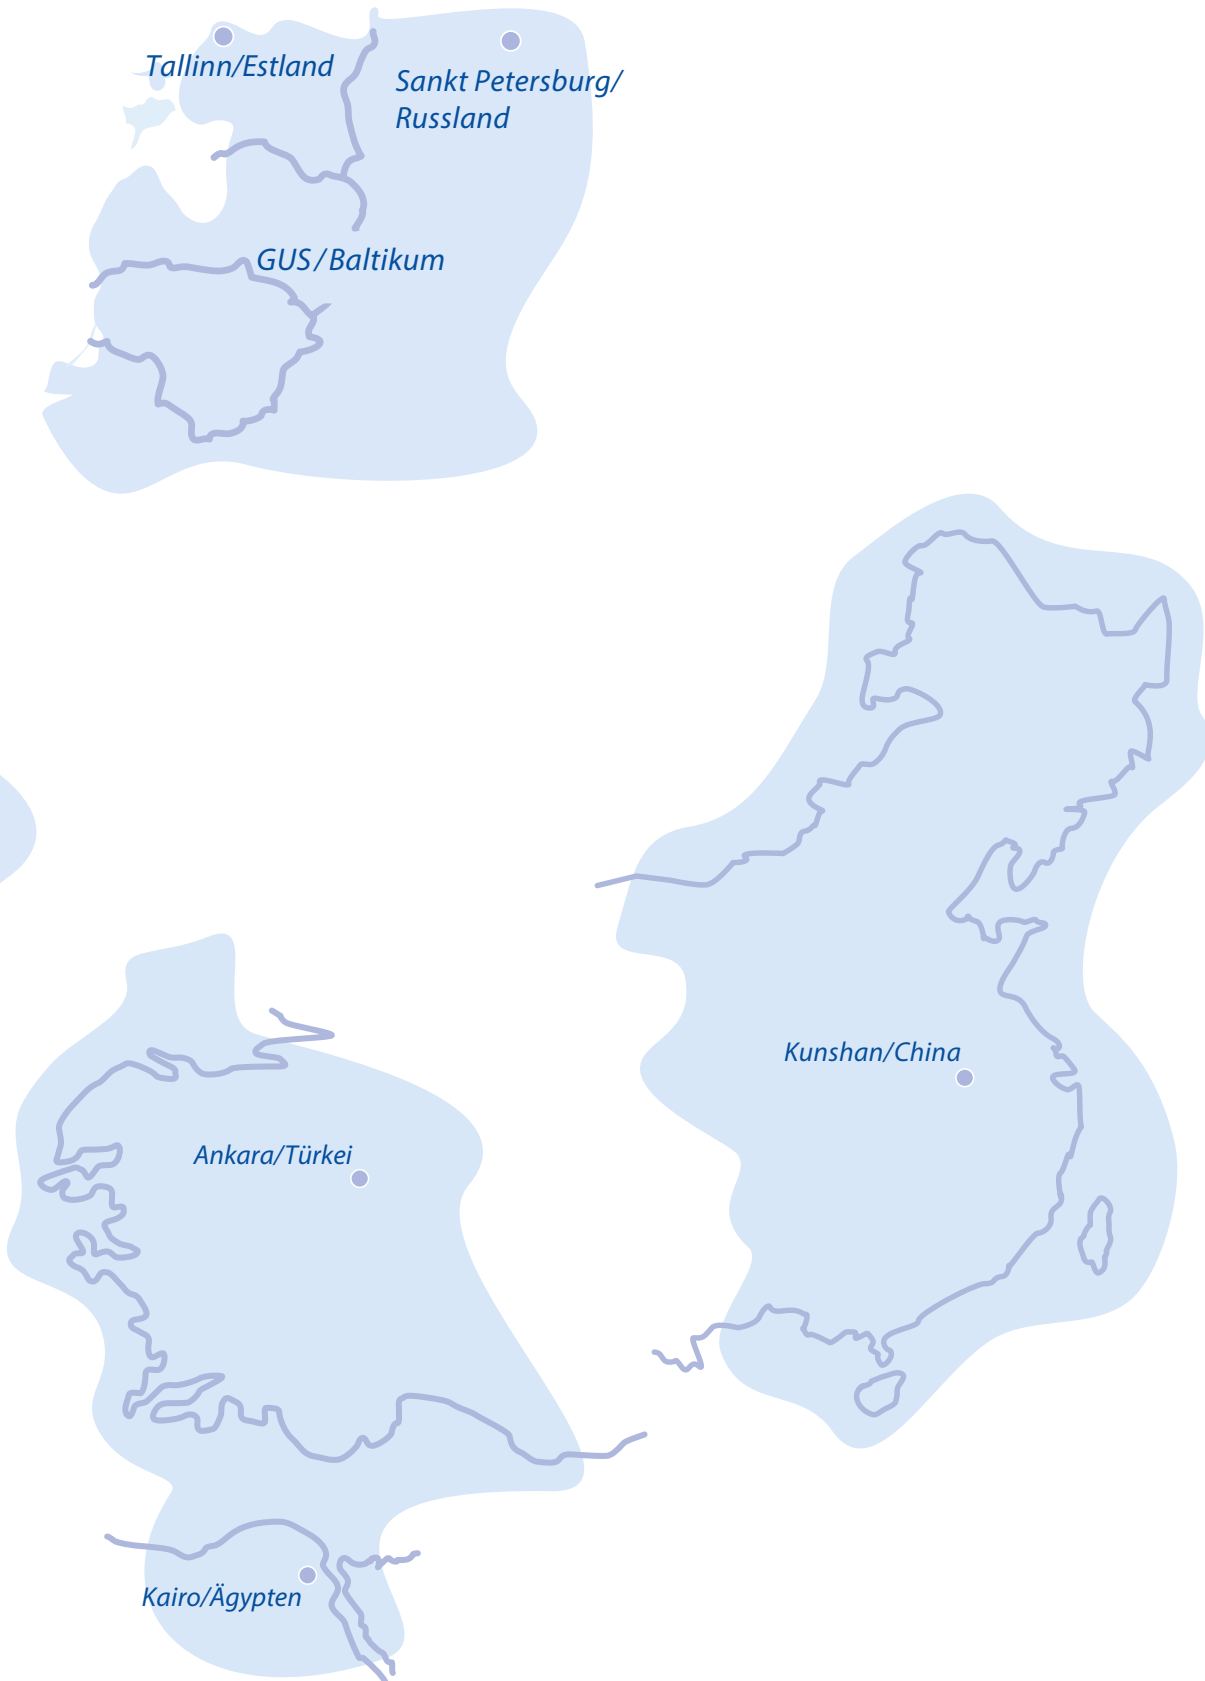 Tallinn/Estland
Sankt Petersburg/
Russland
GUS/Baltikum
Kunshan/China
Ankara/Türkei
Kairo/Ägypten